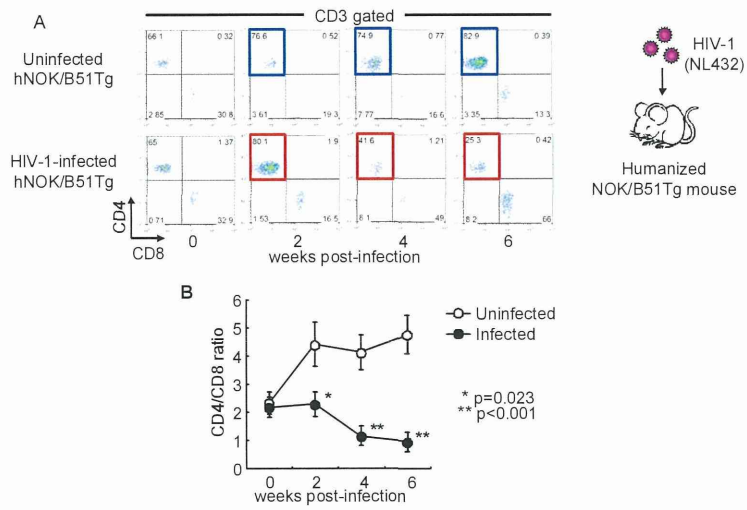 A
CD3 gated
Uninfected
hNOK/B51Tg
66 1 0 32
2 85 30 8
76.6 0 52
3 61 19 3
74.9 0 77
7 77 16 6
82.9 0 39
3 35 13 3
HIV-1-infected
hNOK/B51Tg
65 1 37
0 71 32 9
80 1 1 9
1 53 16 5
41 6 1 21
8 1 49
25 3 0 42
8 2 66
CD4
CD8
0 2 4 6
weeks post-infection
HIV-1
(NL432)
Humanized
NOK/B51Tg mouse
B
CD4/CD8 ratio
6
5
4
3
2
1
0
Uninfected
Infected
* p=0.023
** p<0.001
*
**
**
0 2 4 6
weeks post-infection